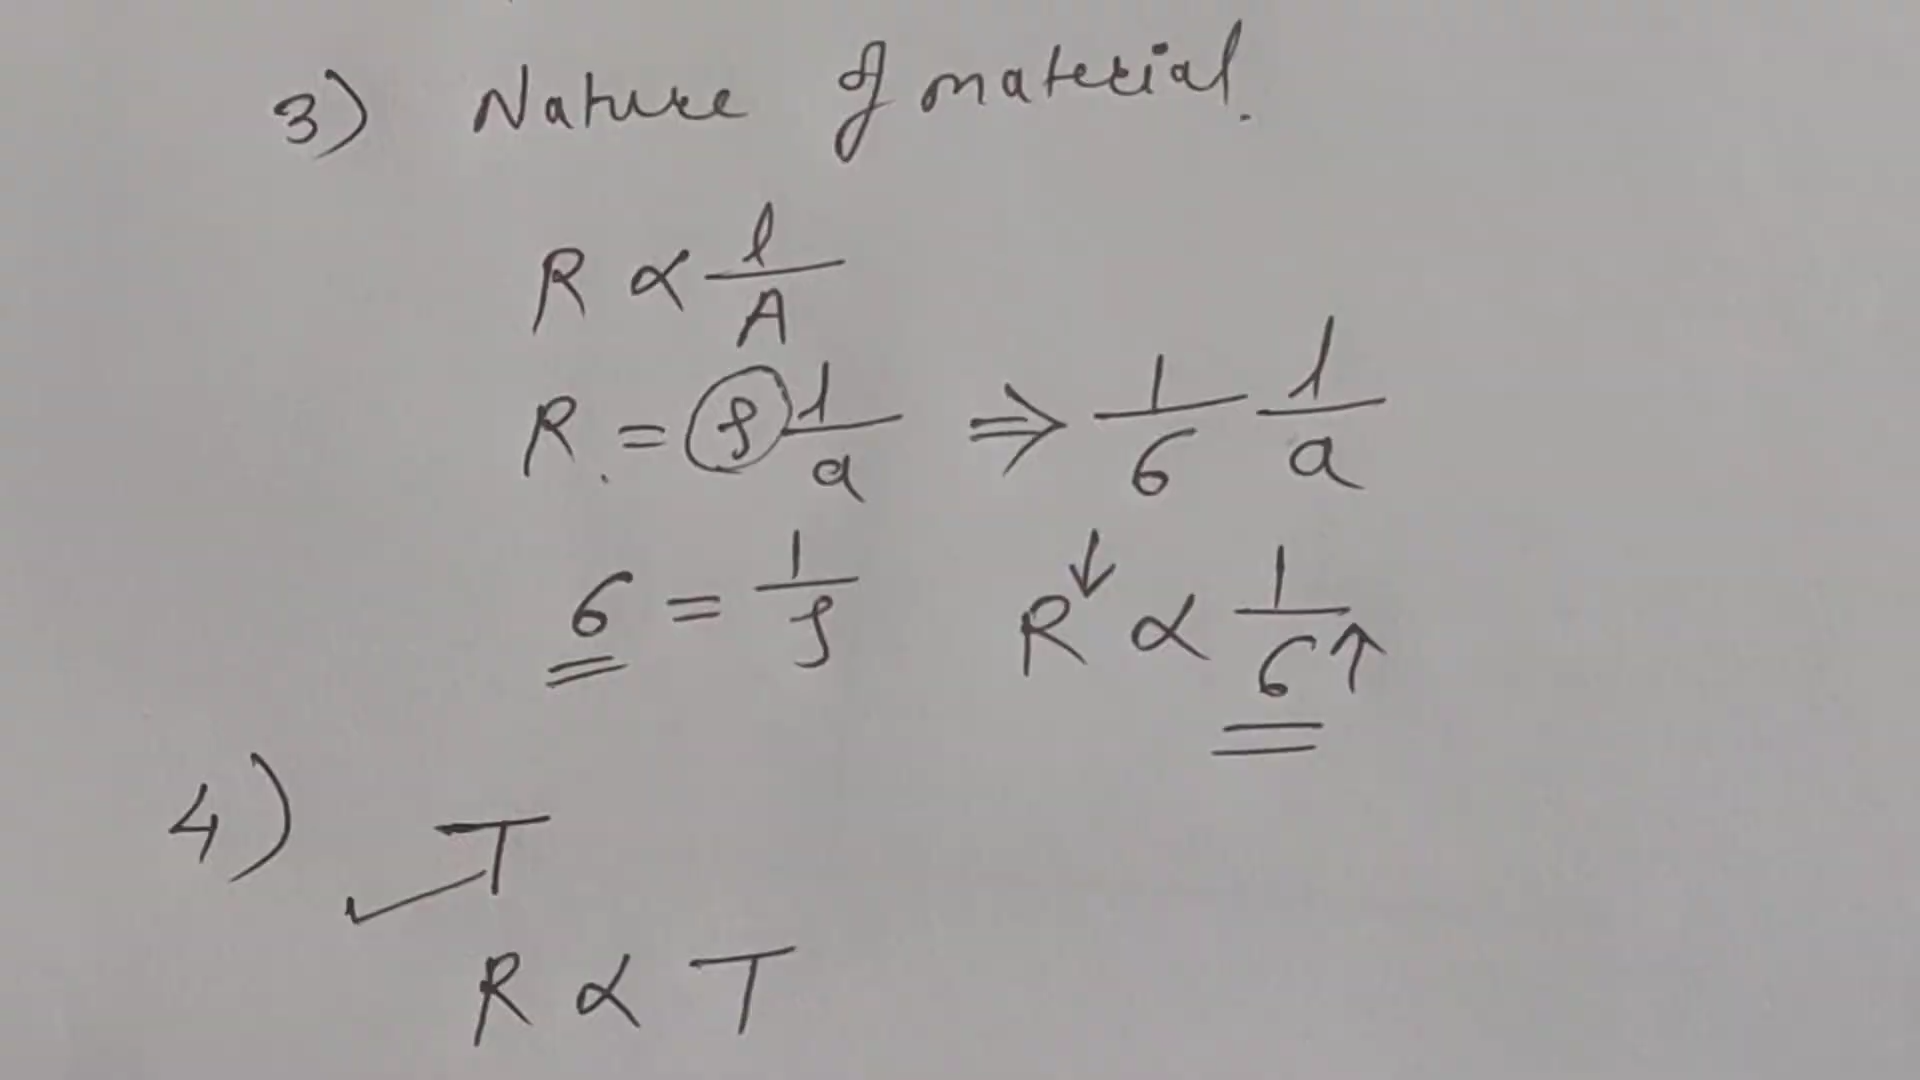 3) Nature of material.
R ∝ l/A
R = ρ l/a ⇒ 1/σ l/a
σ = 1/ρ R↓ ∝ 1/σ↑
4) T
R ∝ T